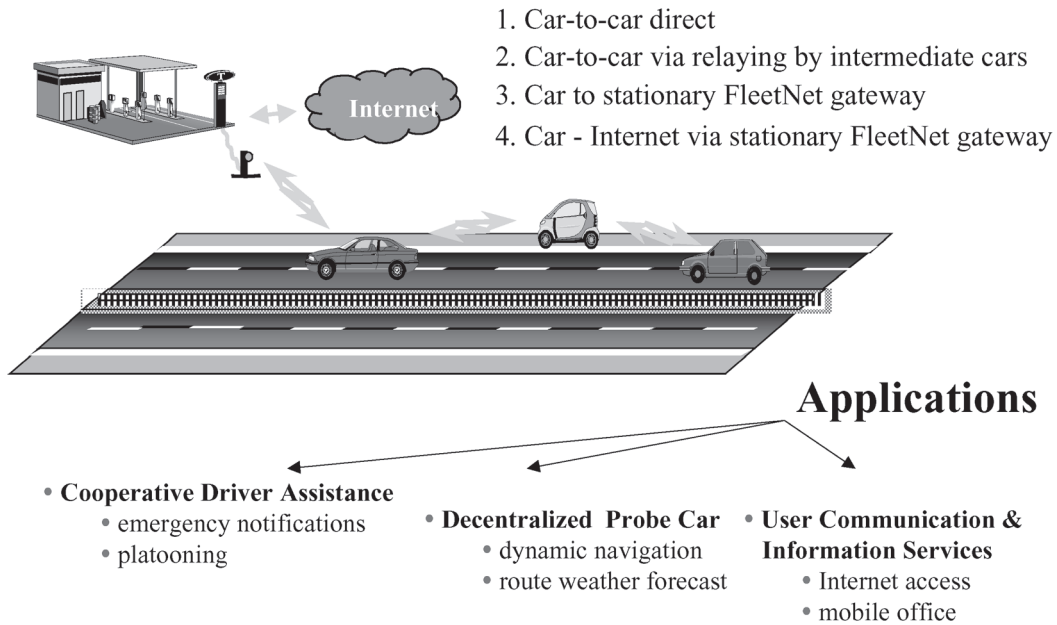 1. Car-to-car direct
2. Car-to-car via relaying by intermediate cars
3. Car to stationary FleetNet gateway
4. Car - Internet via stationary FleetNet gateway
Internet
Applications
• Cooperative Driver Assistance
• emergency notifications
• platooning
• Decentralized Probe Car
• dynamic navigation
• route weather forecast
• User Communication &
Information Services
• Internet access
• mobile office